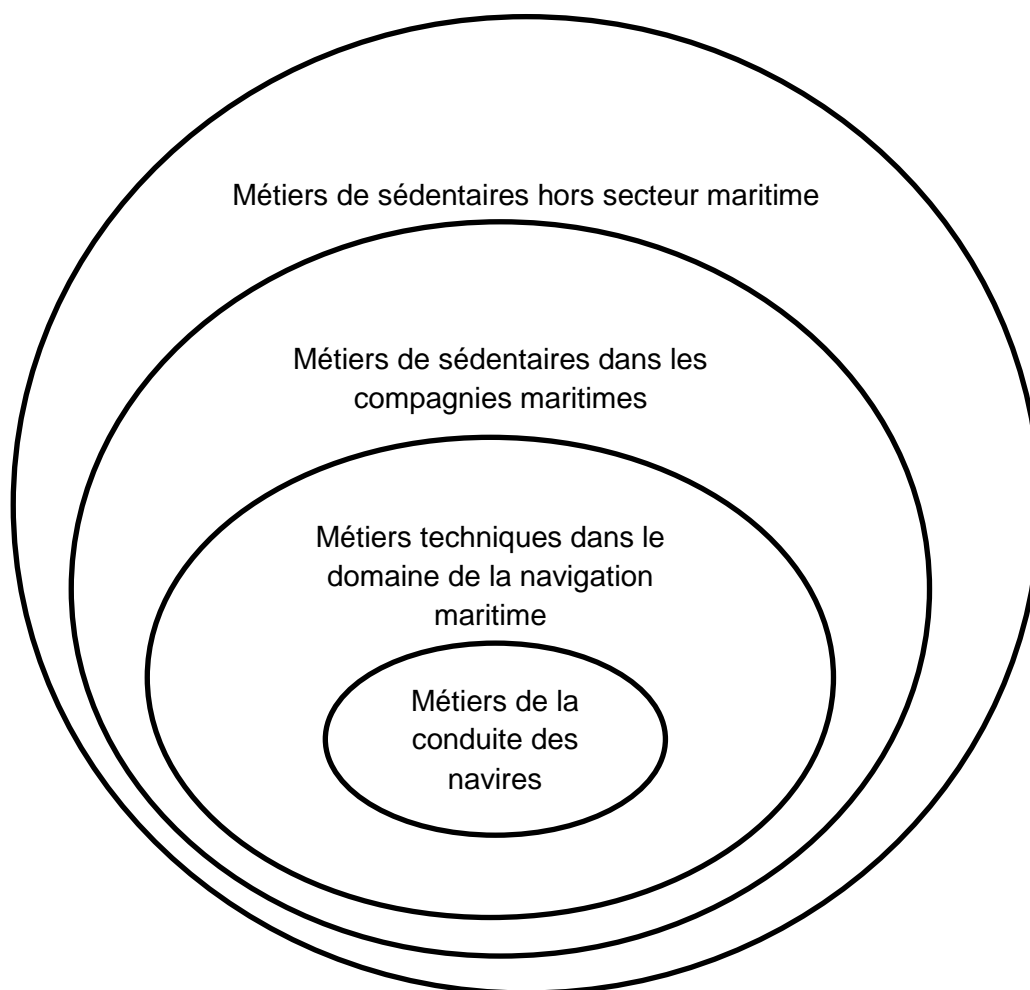 Métiers de sédentaires hors secteur maritime
Métiers de sédentaires dans les
compagnies maritimes
Métiers techniques dans le
domaine de la navigation
maritime
Métiers de la
conduite des
navires